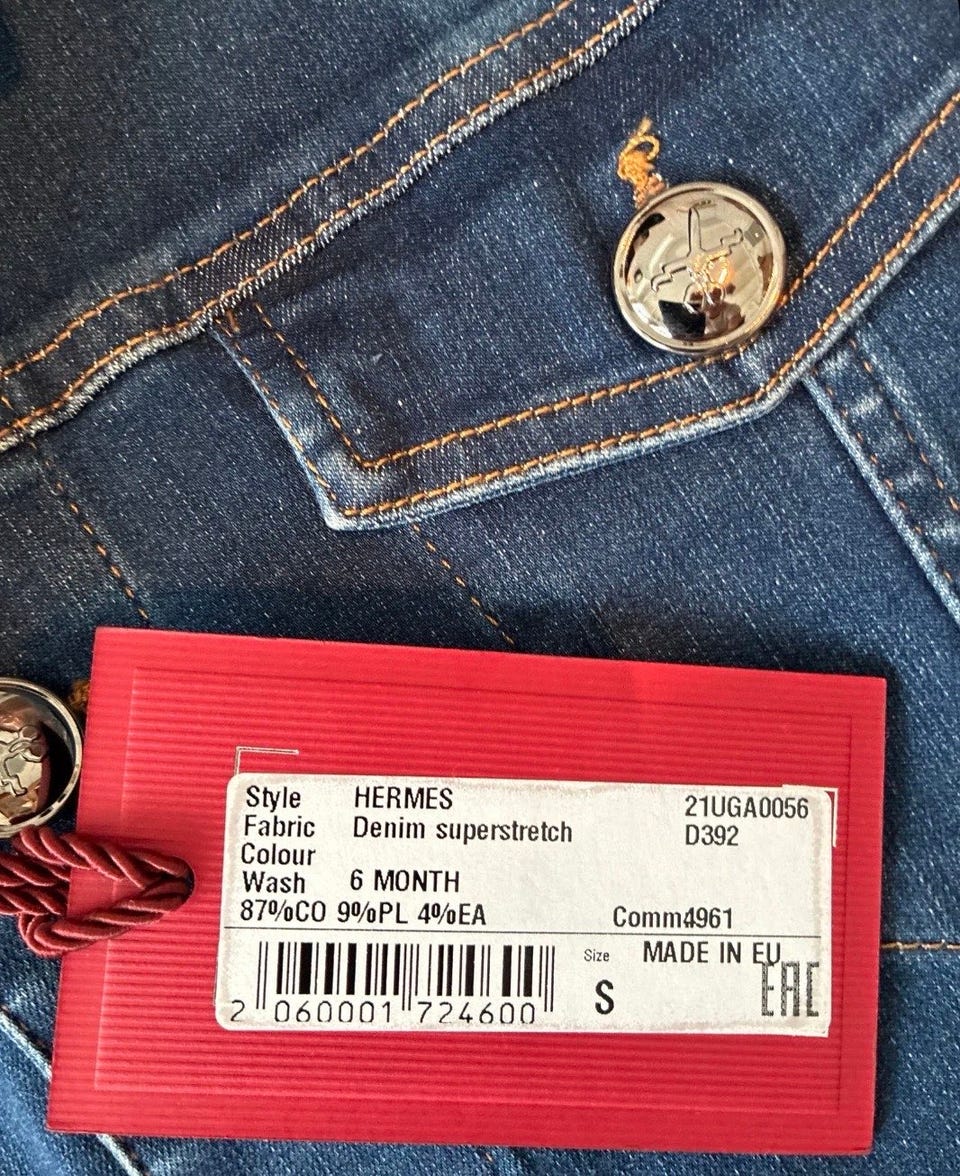 Style HERMES 21UGA0056
Fabric Denim superstretch D392
Colour
Wash 6 MONTH
87%CO 9%PL 4%EA Comm4961
Size MADE IN EU
S EAC
2 060001 724600